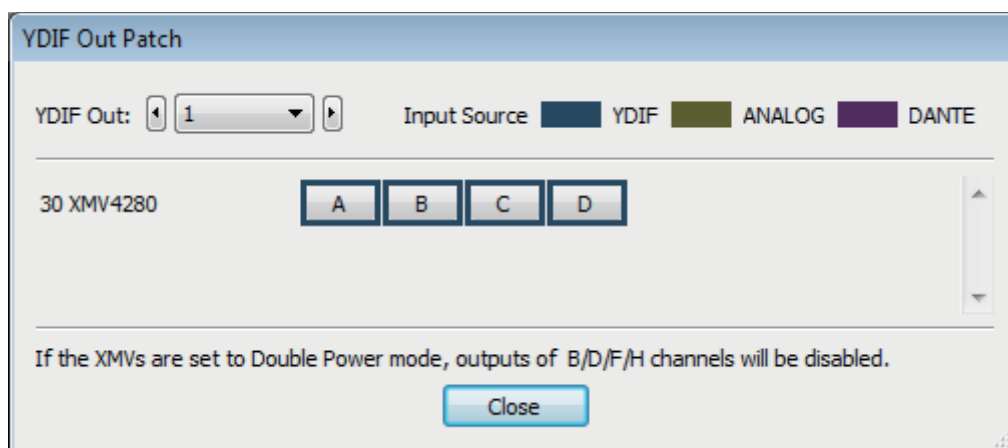 YDIF Out Patch
YDIF Out: 1 Input Source YDIF ANALOG DANTE
30 XMV4280 A B C D
If the XMVs are set to Double Power mode, outputs of B/D/F/H channels will be disabled.
Close